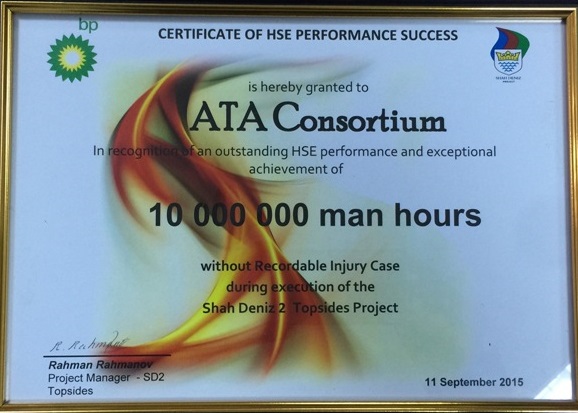 bp
CERTIFICATE OF HSE PERFORMANCE SUCCESS
is hereby granted to
ATA Consortium
In recognition of an outstanding HSE performance and exceptional
achievement of
10 000 000 man hours
without Recordable Injury Case
during execution of the
Shah Deniz 2 Topsides Project
Rahman Rahmanov
Project Manager - SD2
Topsides
11 September 2015